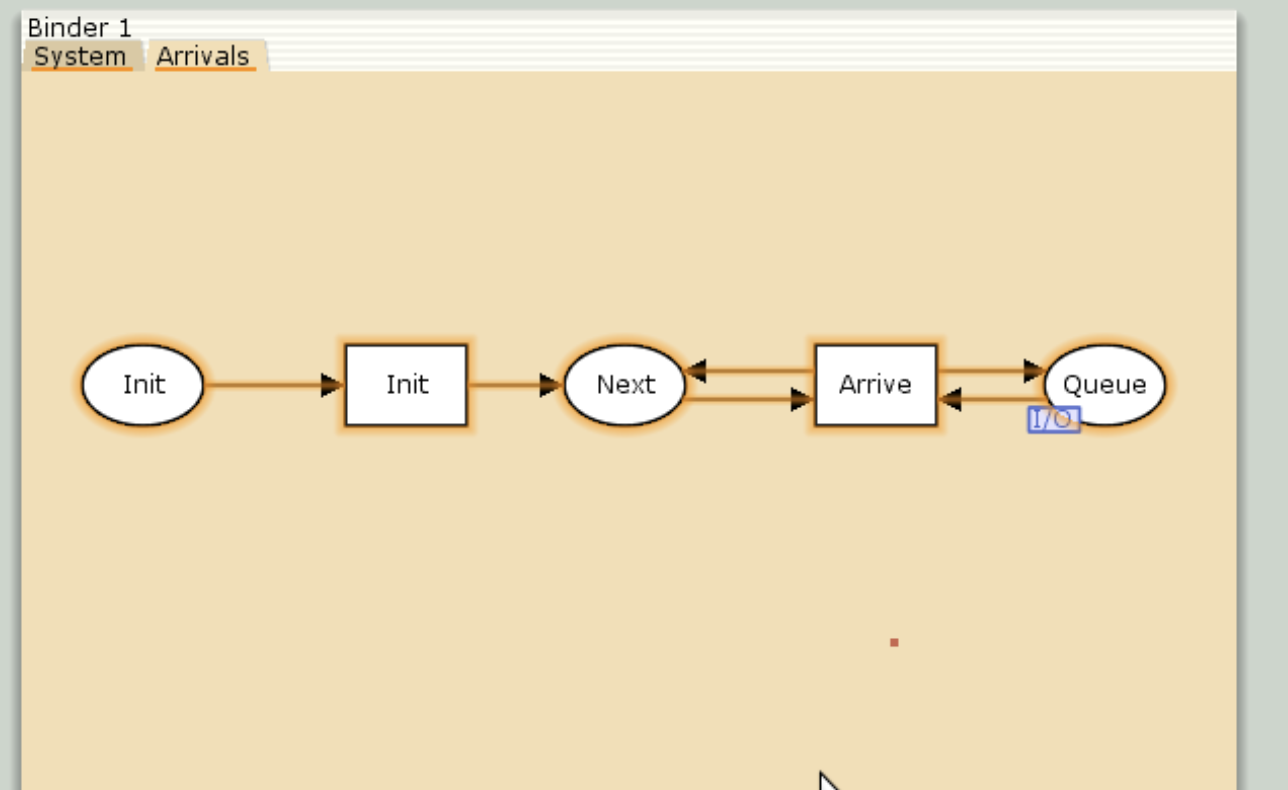 Binder 1
System Arrivals
Init Init Next Arrive Queue
I/O